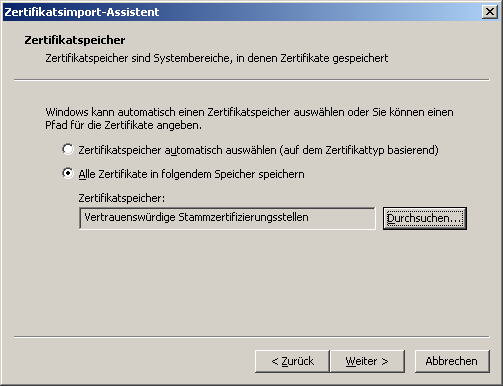 Zertifikatsimport-Assistent
Zertifikatspeicher
Zertifikatspeicher sind Systembereiche, in denen Zertifikate gespeichert
Windows kann automatisch einen Zertifikatspeicher auswählen oder Sie können einen
Pfad für die Zertifikate angeben.
Zertifikatspeicher automatisch auswählen (auf dem Zertifikattyp basierend)
Alle Zertifikate in folgendem Speicher speichern
Zertifikatspeicher:
Vertrauenswürdige Stammzertifizierungsstellen Durchsuchen...
< Zurück Weiter > Abbrechen